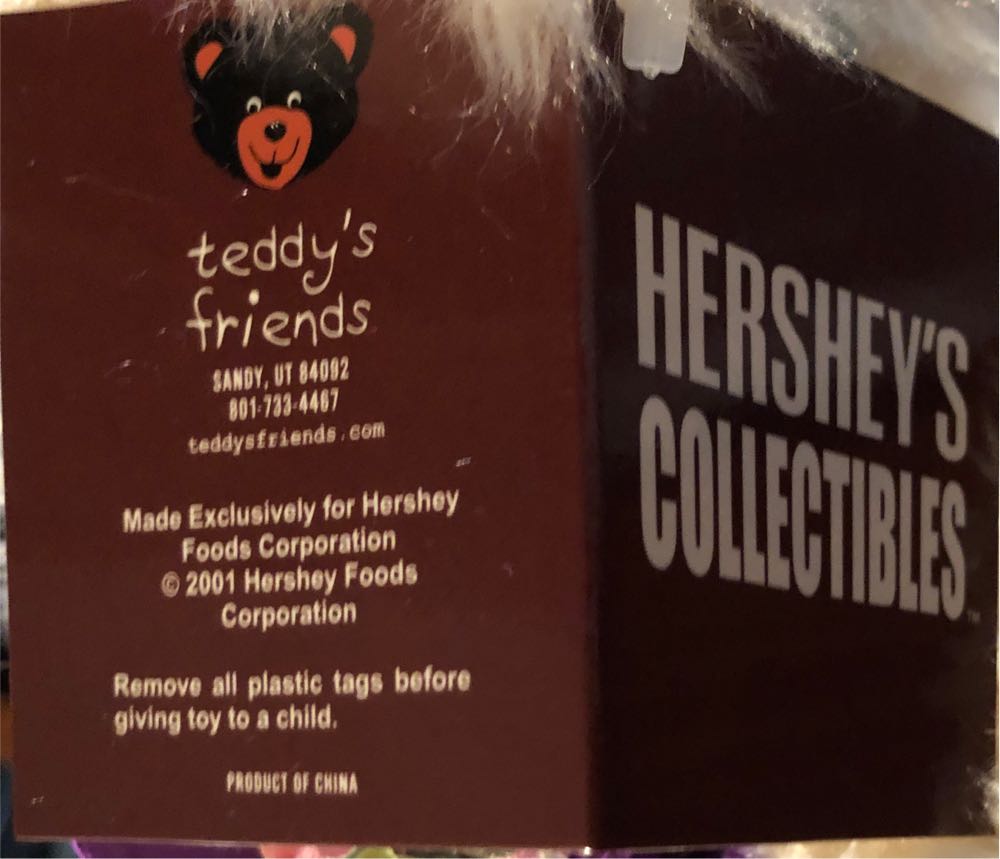 teddy's
friends
SANDY, UT 84092
801-733-4467
teddysfriends.com
Made Exclusively for Hershey
Foods Corporation
© 2001 Hershey Foods
Corporation
Remove all plastic tags before
giving toy to a child.
PRODUCT OF CHINA
HERSHEY'S
COLLECTIBLES™